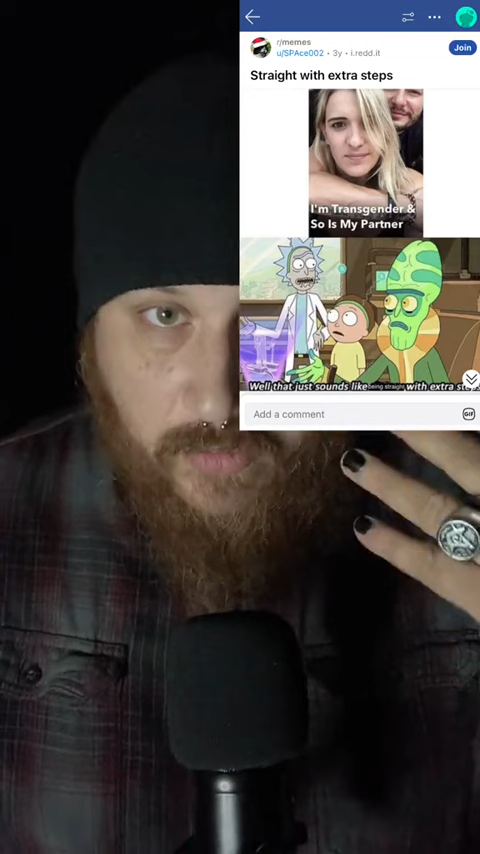 r/memes
u/SPAce002 • 3y • i.redd.it
Join
Straight with extra steps
I'm Transgender &
So Is My Partner
Well that just sounds like being straight with extra
Add a comment
GIF